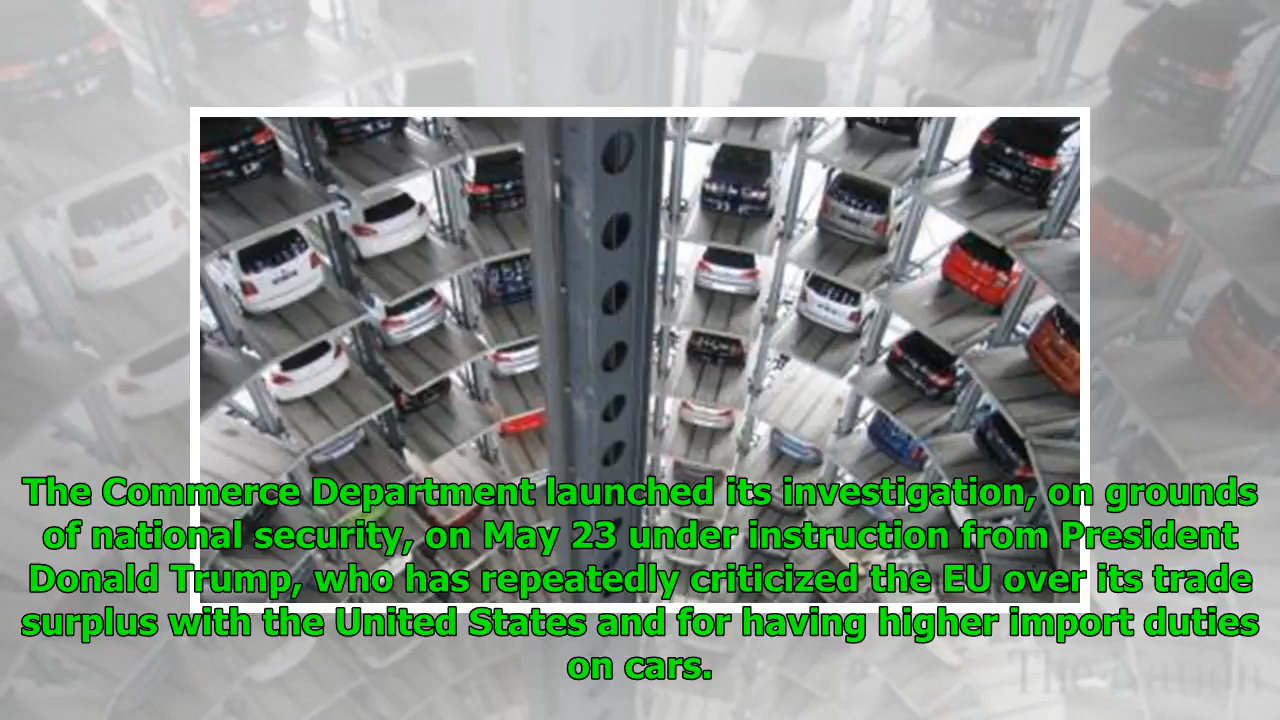 The Commerce Department launched its investigation, on grounds
of national security, on May 23 under instruction from President
Donald Trump, who has repeatedly criticized the EU over its trade
surplus with the United States and for having higher import duties
on cars.